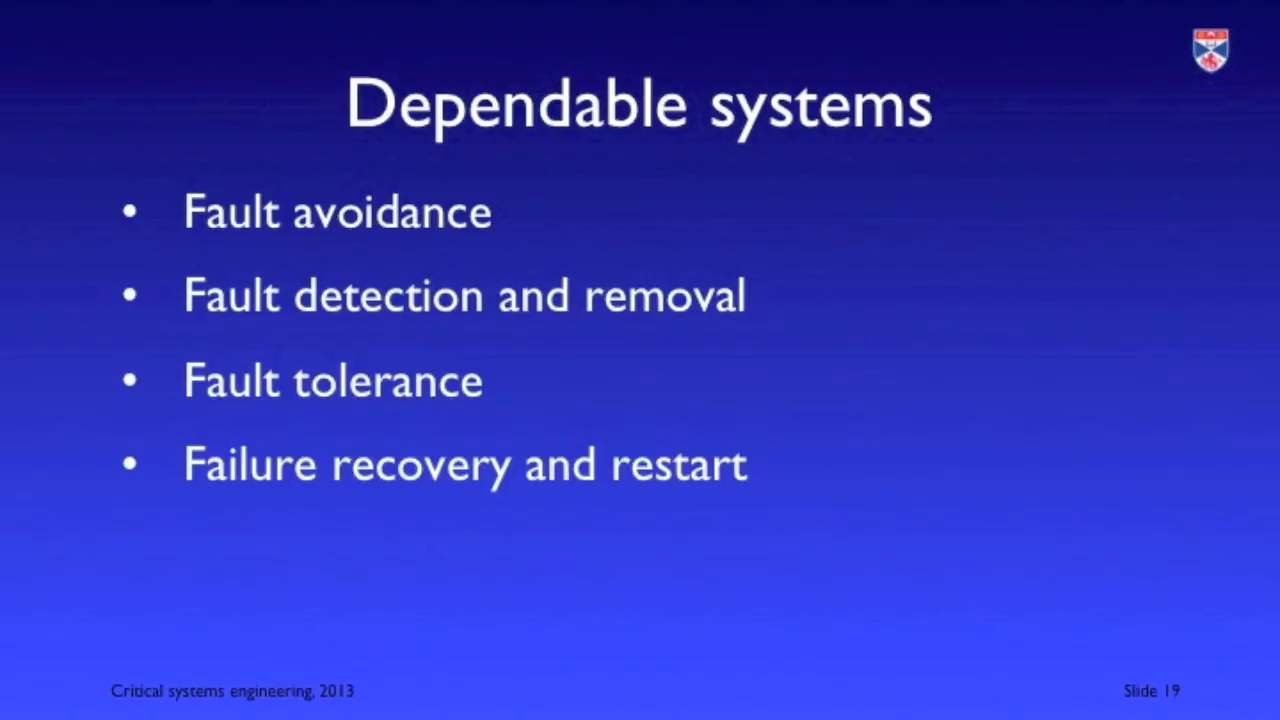 Dependable systems
• Fault avoidance
• Fault detection and removal
• Fault tolerance
• Failure recovery and restart
Critical systems engineering, 2013
Slide 19